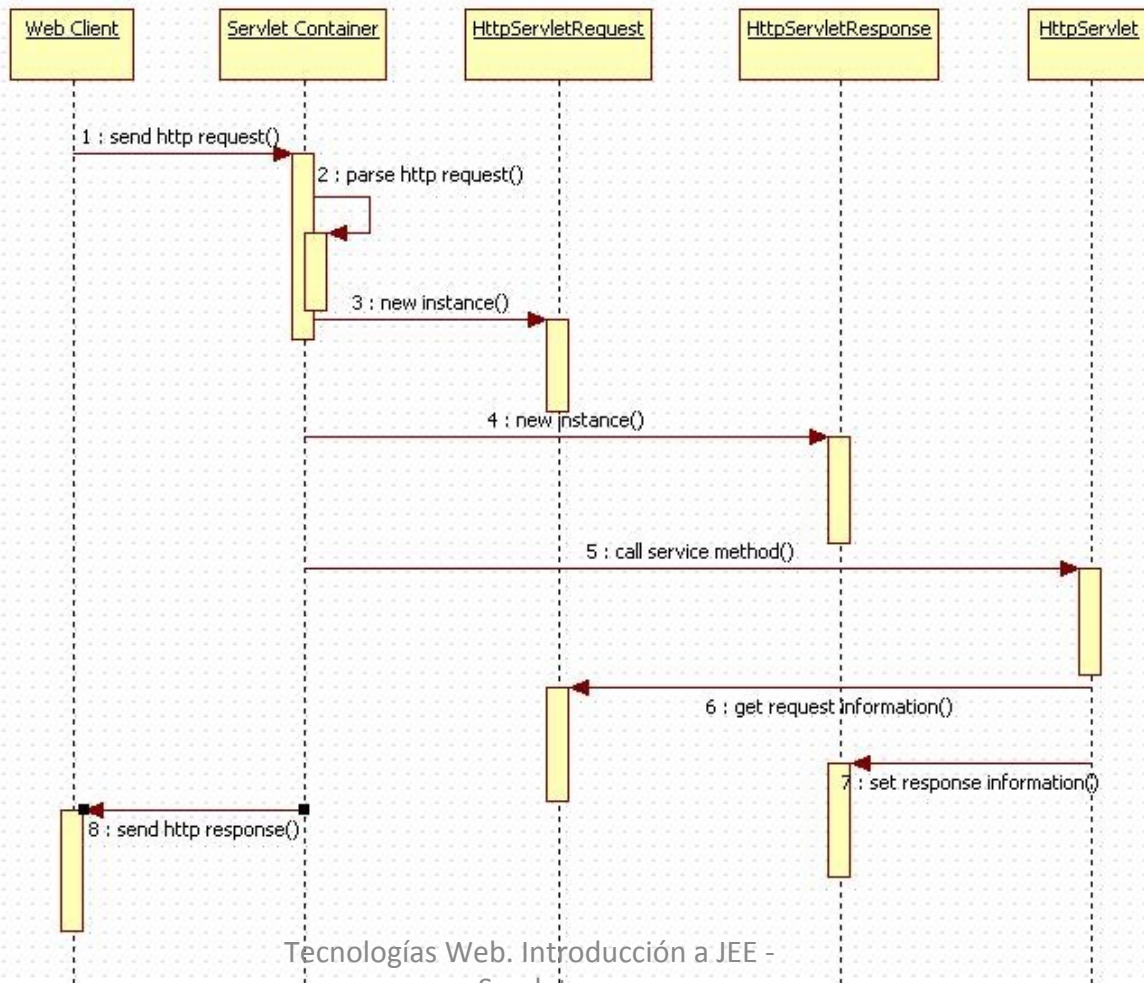 Web Client
Servlet Container
HttpServletRequest
HttpServletResponse
HttpServlet
1 : send http request()
2 : parse http request()
3 : new instance()
4 : new instance()
5 : call service method()
6 : get request information()
7 : set response information()
8 : send http response()
Tecnologías Web. Introducción a JEE -